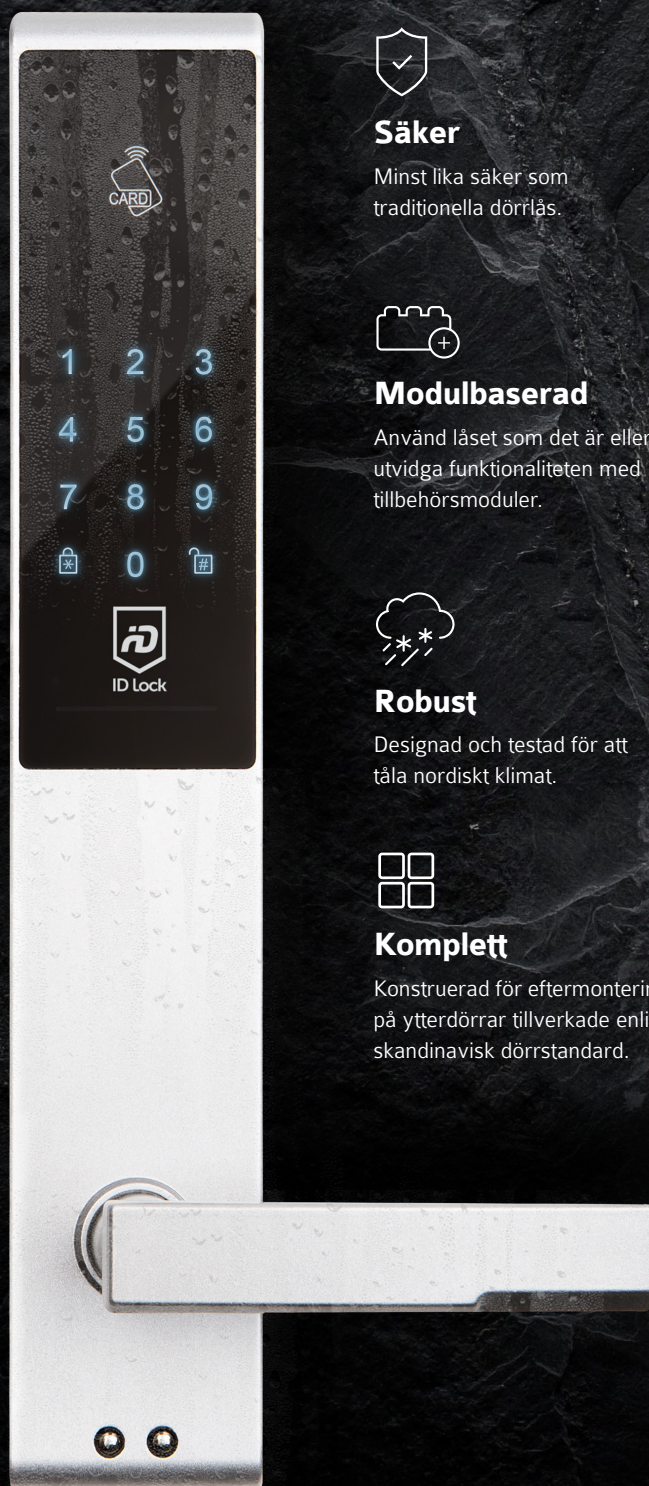 CARD
1 2 3
4 5 6
7 8 9
* 0 #
iD
ID Lock
Säker
Minst lika säker som
traditionella dörrlås.
Modulbaserad
Använd låset som det är eller
utvidga funktionaliteten med
tillbehörsmoduler.
Robust
Designad och testad för att
tåla nordiskt klimat.
Komplett
Konstruerad för eftermonterin
på ytterdörrar tillverkade enli
skandinavisk dörrstandard.